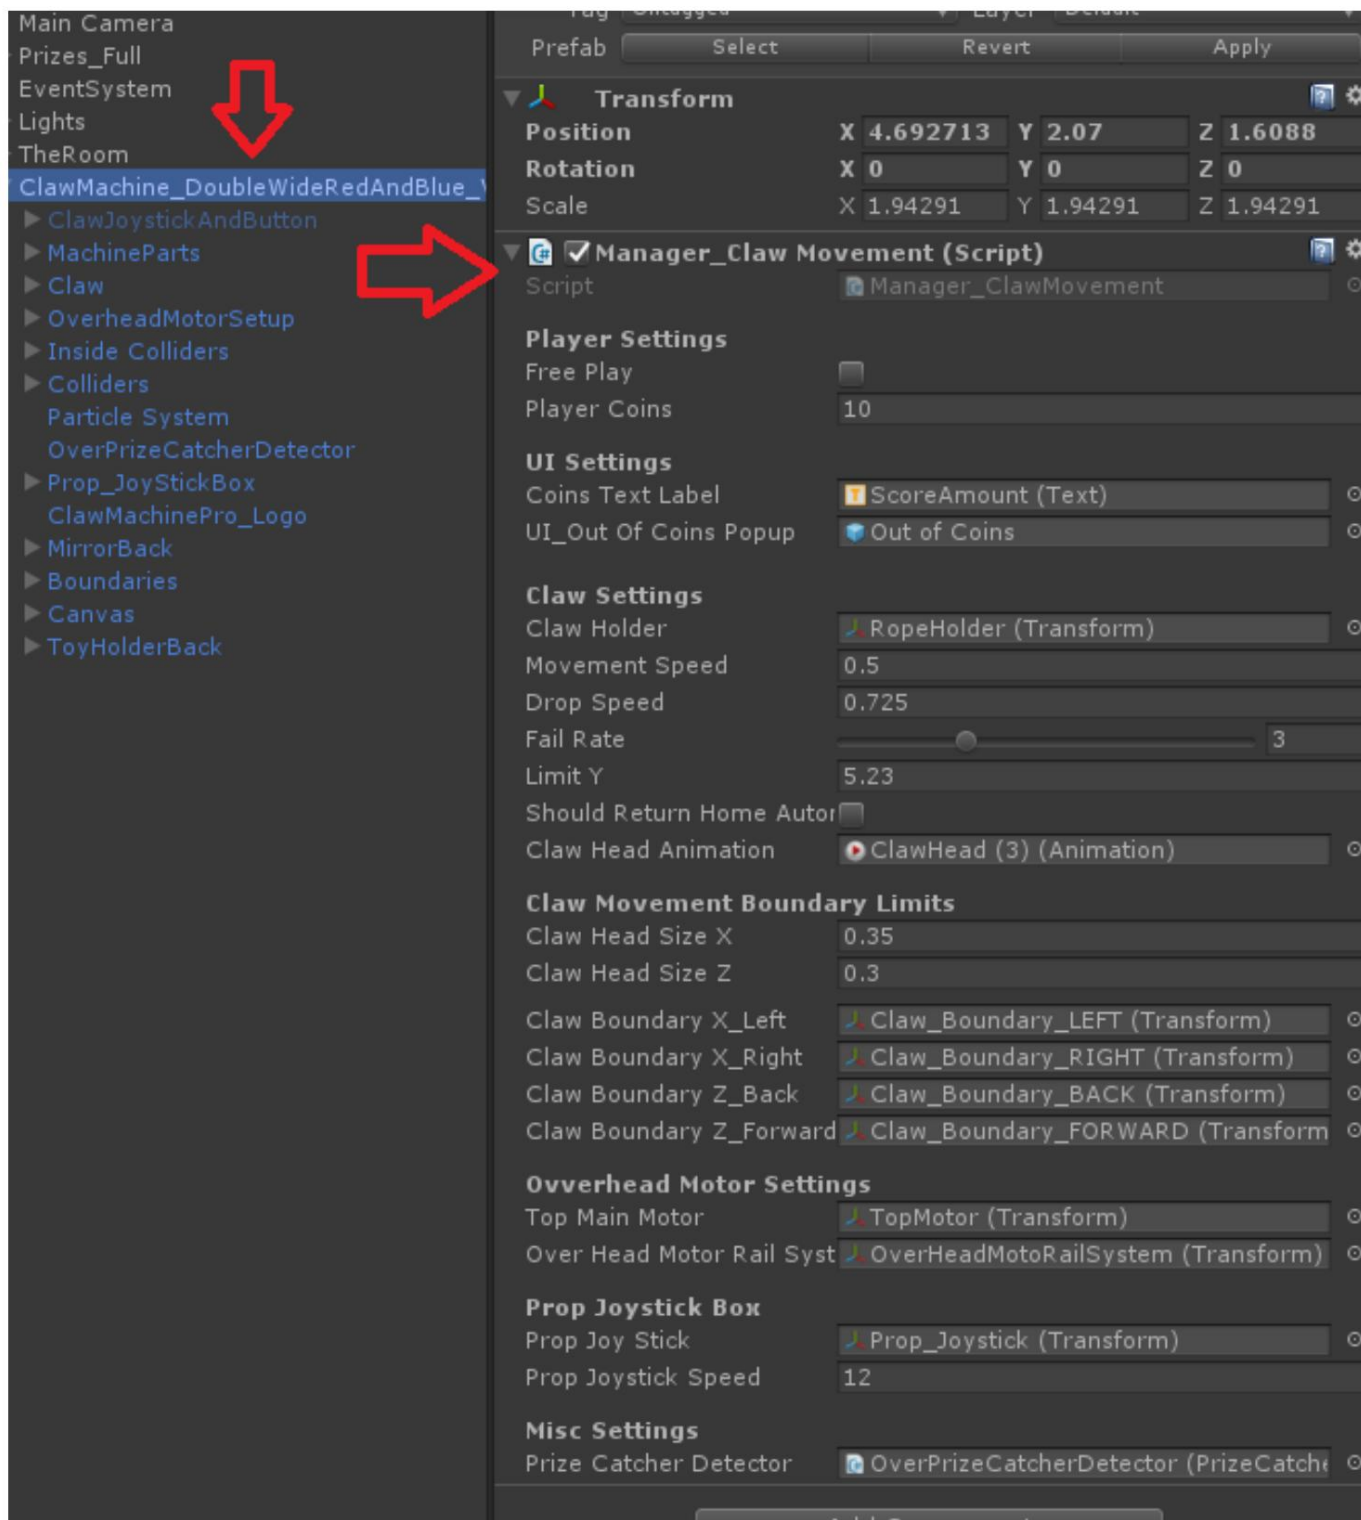 Main Camera
Prizes_Full
EventSystem
Lights
TheRoom
ClawMachine_DoubleWideRedAndBlue_
ClawJoystickAndButton
MachineParts
Claw
OverheadMotorSetup
Inside Colliders
Colliders
Particle System
OverPrizeCatcherDetector
Prop_JoyStickBox
ClawMachinePro_Logo
MirrorBack
Boundaries
Canvas
ToyHolderBack
Tag Untagged Layer Default
Prefab Select Revert Apply
Transform
Position X 4.692713 Y 2.07 Z 1.6088
Rotation X 0 Y 0 Z 0
Scale X 1.94291 Y 1.94291 Z 1.94291
Manager_Claw Movement (Script)
Script Manager_ClawMovement
Player Settings
Free Play
Player Coins 10
UI Settings
Coins Text Label ScoreAmount (Text)
UI_Out Of Coins Popup Out of Coins
Claw Settings
Claw Holder RopeHolder (Transform)
Movement Speed 0.5
Drop Speed 0.725
Fail Rate 3
Limit Y 5.23
Should Return Home Autor
Claw Head Animation ClawHead (3) (Animation)
Claw Movement Boundary Limits
Claw Head Size X 0.35
Claw Head Size Z 0.3
Claw Boundary X_Left Claw_Boundary_LEFT (Transform)
Claw Boundary X_Right Claw_Boundary_RIGHT (Transform)
Claw Boundary Z_Back Claw_Boundary_BACK (Transform)
Claw Boundary Z_Forward Claw_Boundary_FORWARD (Transform
Ovverhead Motor Settings
Top Main Motor TopMotor (Transform)
Over Head Motor Rail Syst OverHeadMotoRailSystem (Transform)
Prop Joystick Box
Prop Joy Stick Prop_Joystick (Transform)
Prop Joystick Speed 12
Misc Settings
Prize Catcher Detector OverPrizeCatcherDetector (PrizeCatch